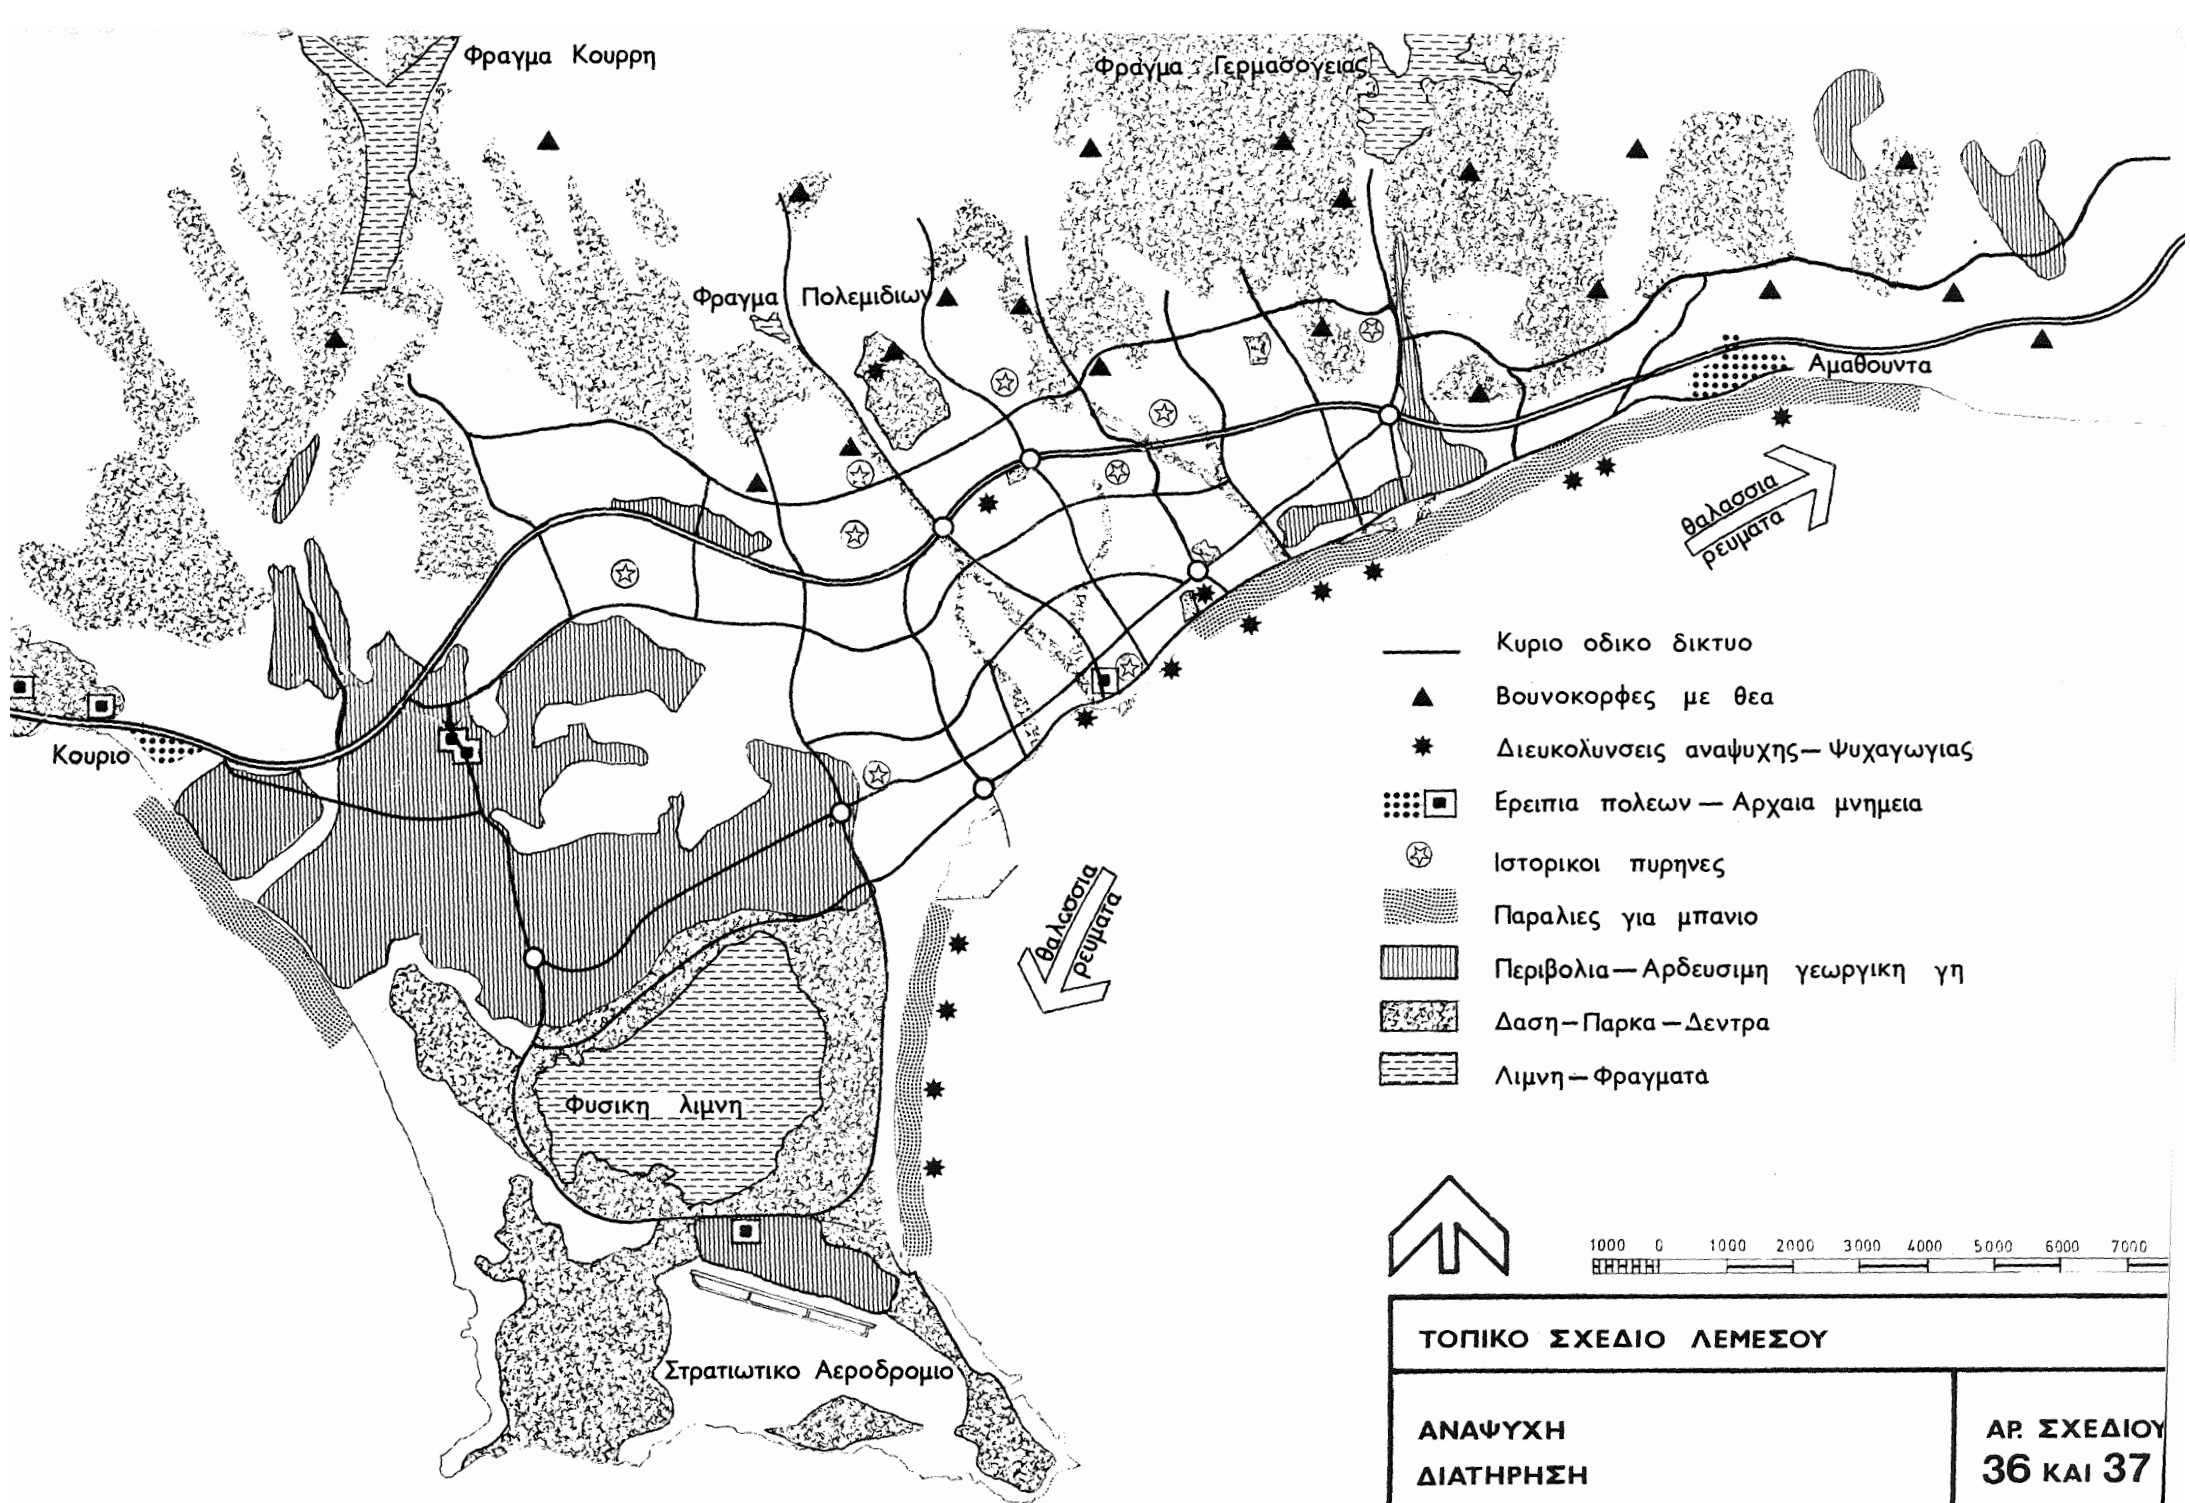 Φραγμα Κουρρη
Φραγμα Γερμασογειας
Φραγμα Πολεμιδιων
Αμαθουντα
θαλασσια
ρευματα
Κυριο οδικο δικτυο
Βουνοκορφες με θεα
Διευκολυνσεις αναψυχης — Ψυχαγωγιας
Ερειπια πολεων — Αρχαια μνημεια
Ιστορικοι πυρηνες
Παραλιες για μπανιο
Περιβολια — Αρδευσιμη γεωργικη γη
Δαση — Παρκα — Δεντρα
Λιμνη — Φραγματα
Κουριο
θαλασσια
ρευματα
Φυσικη λιμνη
Στρατιωτικο Αεροδρομιο
1000 0 1000 2000 3000 4000 5000 6000 7000
ΤΟΠΙΚΟ ΣΧΕΔΙΟ ΛΕΜΕΣΟΥ
ΑΝΑΨΥΧΗ
ΔΙΑΤΗΡΗΣΗ
ΑΡ. ΣΧΕΔΙΟΥ
36 ΚΑΙ 37